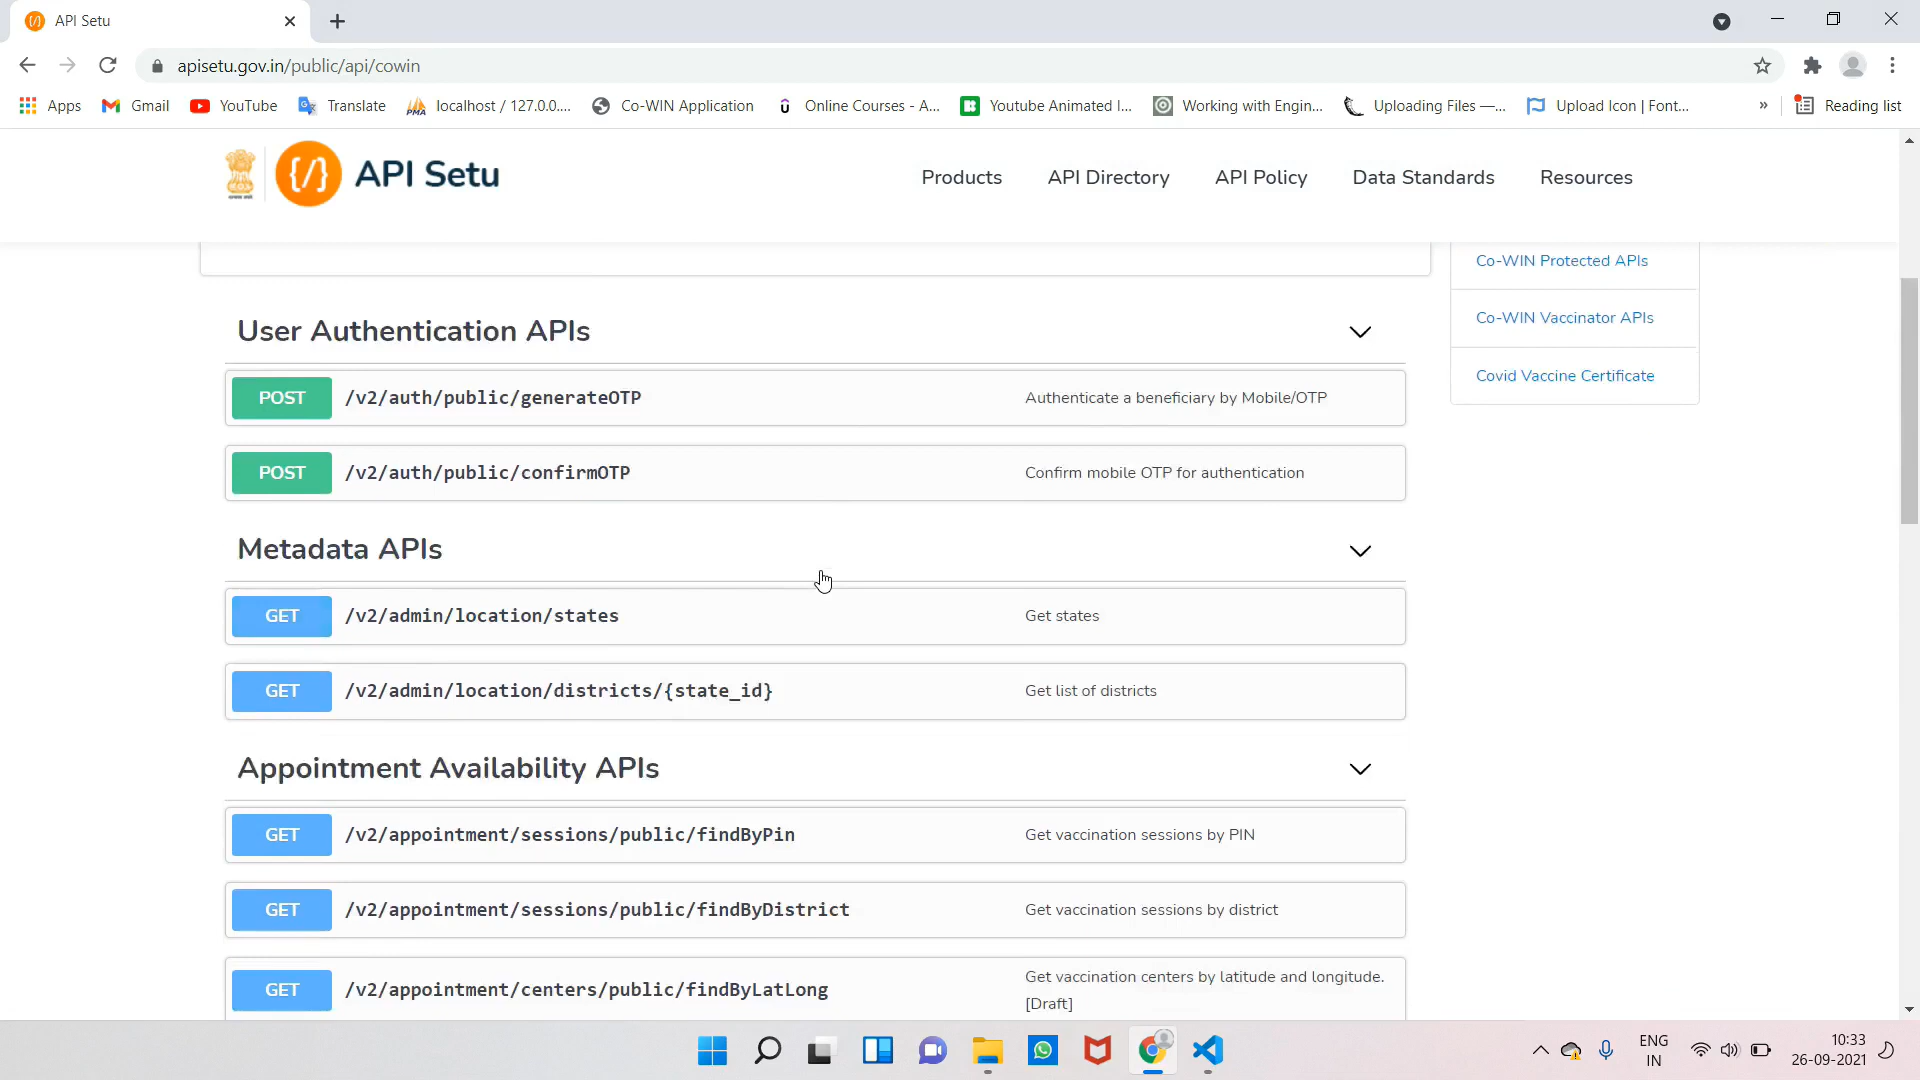 API Setu
apisetu.gov.in/public/api/cowin
Apps
Gmail
YouTube
Translate
PMA
localhost / 127.0.0....
Co-WIN Application
Online Courses - A...
Youtube Animated I...
Working with Engin...
Uploading Files —...
Upload Icon | Font...
»
Reading list
{/} API Setu
Products
API Directory
API Policy
Data Standards
Resources
Co-WIN Protected APIs
Co-WIN Vaccinator APIs
Covid Vaccine Certificate
User Authentication APIs
POST /v2/auth/public/generateOTP Authenticate a beneficiary by Mobile/OTP
POST /v2/auth/public/confirmOTP Confirm mobile OTP for authentication
Metadata APIs
GET /v2/admin/location/states Get states
GET /v2/admin/location/districts/{state_id} Get list of districts
Appointment Availability APIs
GET /v2/appointment/sessions/public/findByPin Get vaccination sessions by PIN
GET /v2/appointment/sessions/public/findByDistrict Get vaccination sessions by district
GET /v2/appointment/centers/public/findByLatLong Get vaccination centers by latitude and longitude.
[Draft]
ENG
IN
10:33
26-09-2021